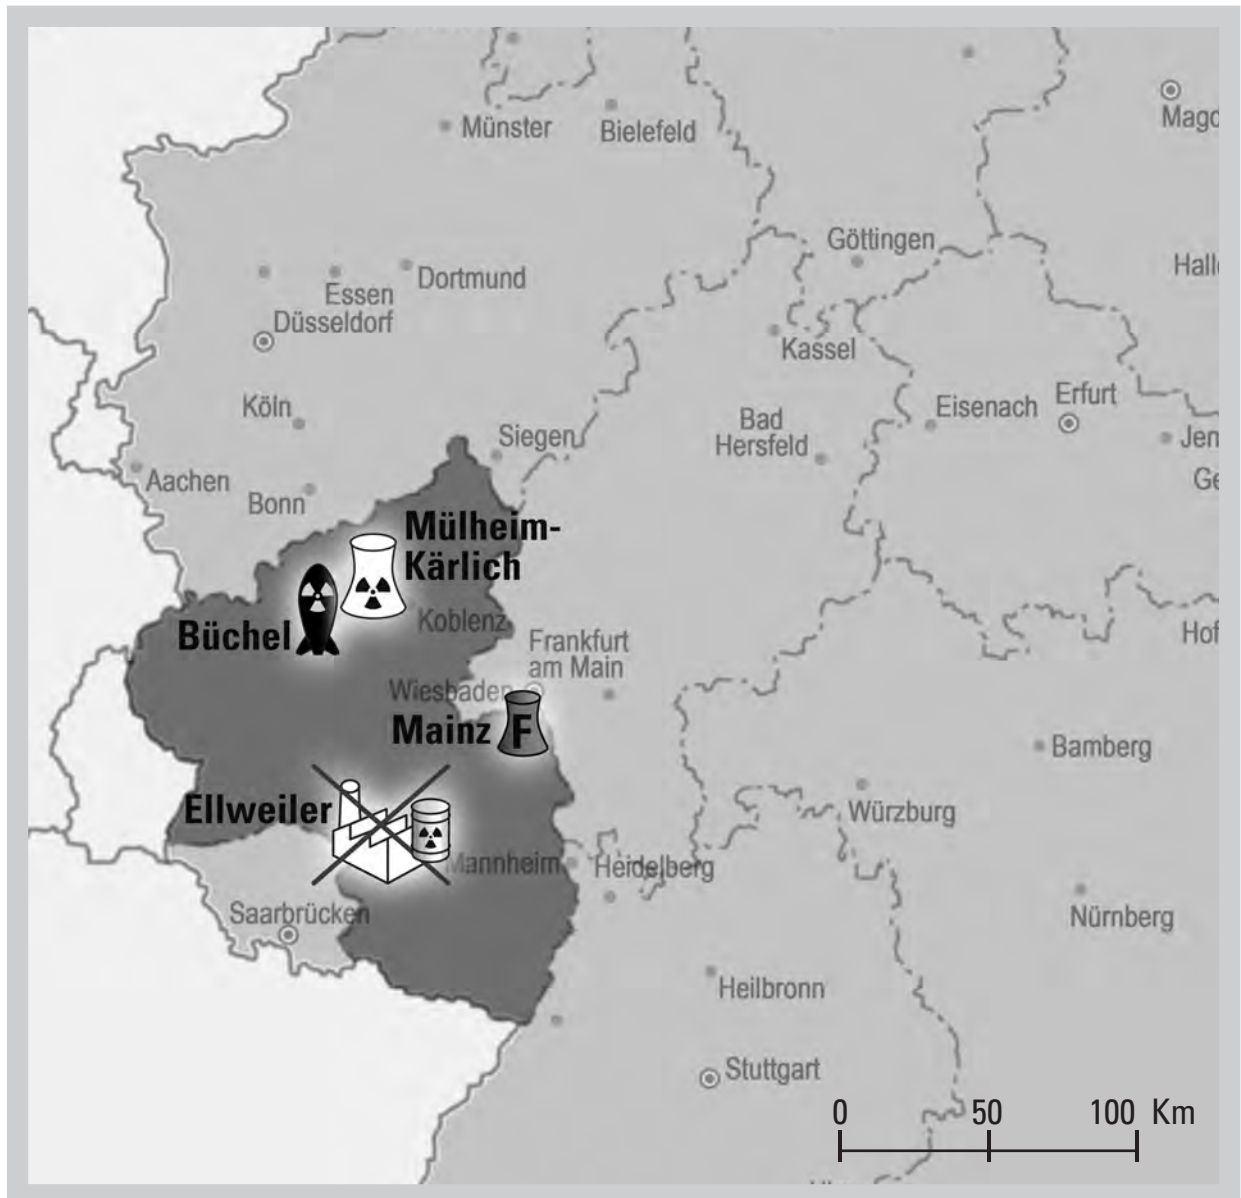 Münster
Bielefeld
Magd
Göttingen
Halle
Dortmund
Essen
Düsseldorf
Kassel
Köln
Erfurt
Eisenach
Bad
Hersfeld
Siegen
Jen
Aachen
Ge
Bonn
Mülheim-
Kärlich
Koblenz
Büchel
Frankfurt
am Main
Hof
Wiesbaden
Mainz
F
Bamberg
Ellweiler
Würzburg
Mannheim
Heidelberg
Saarbrücken
Nürnberg
Heilbronn
Stuttgart
0 50 100 Km